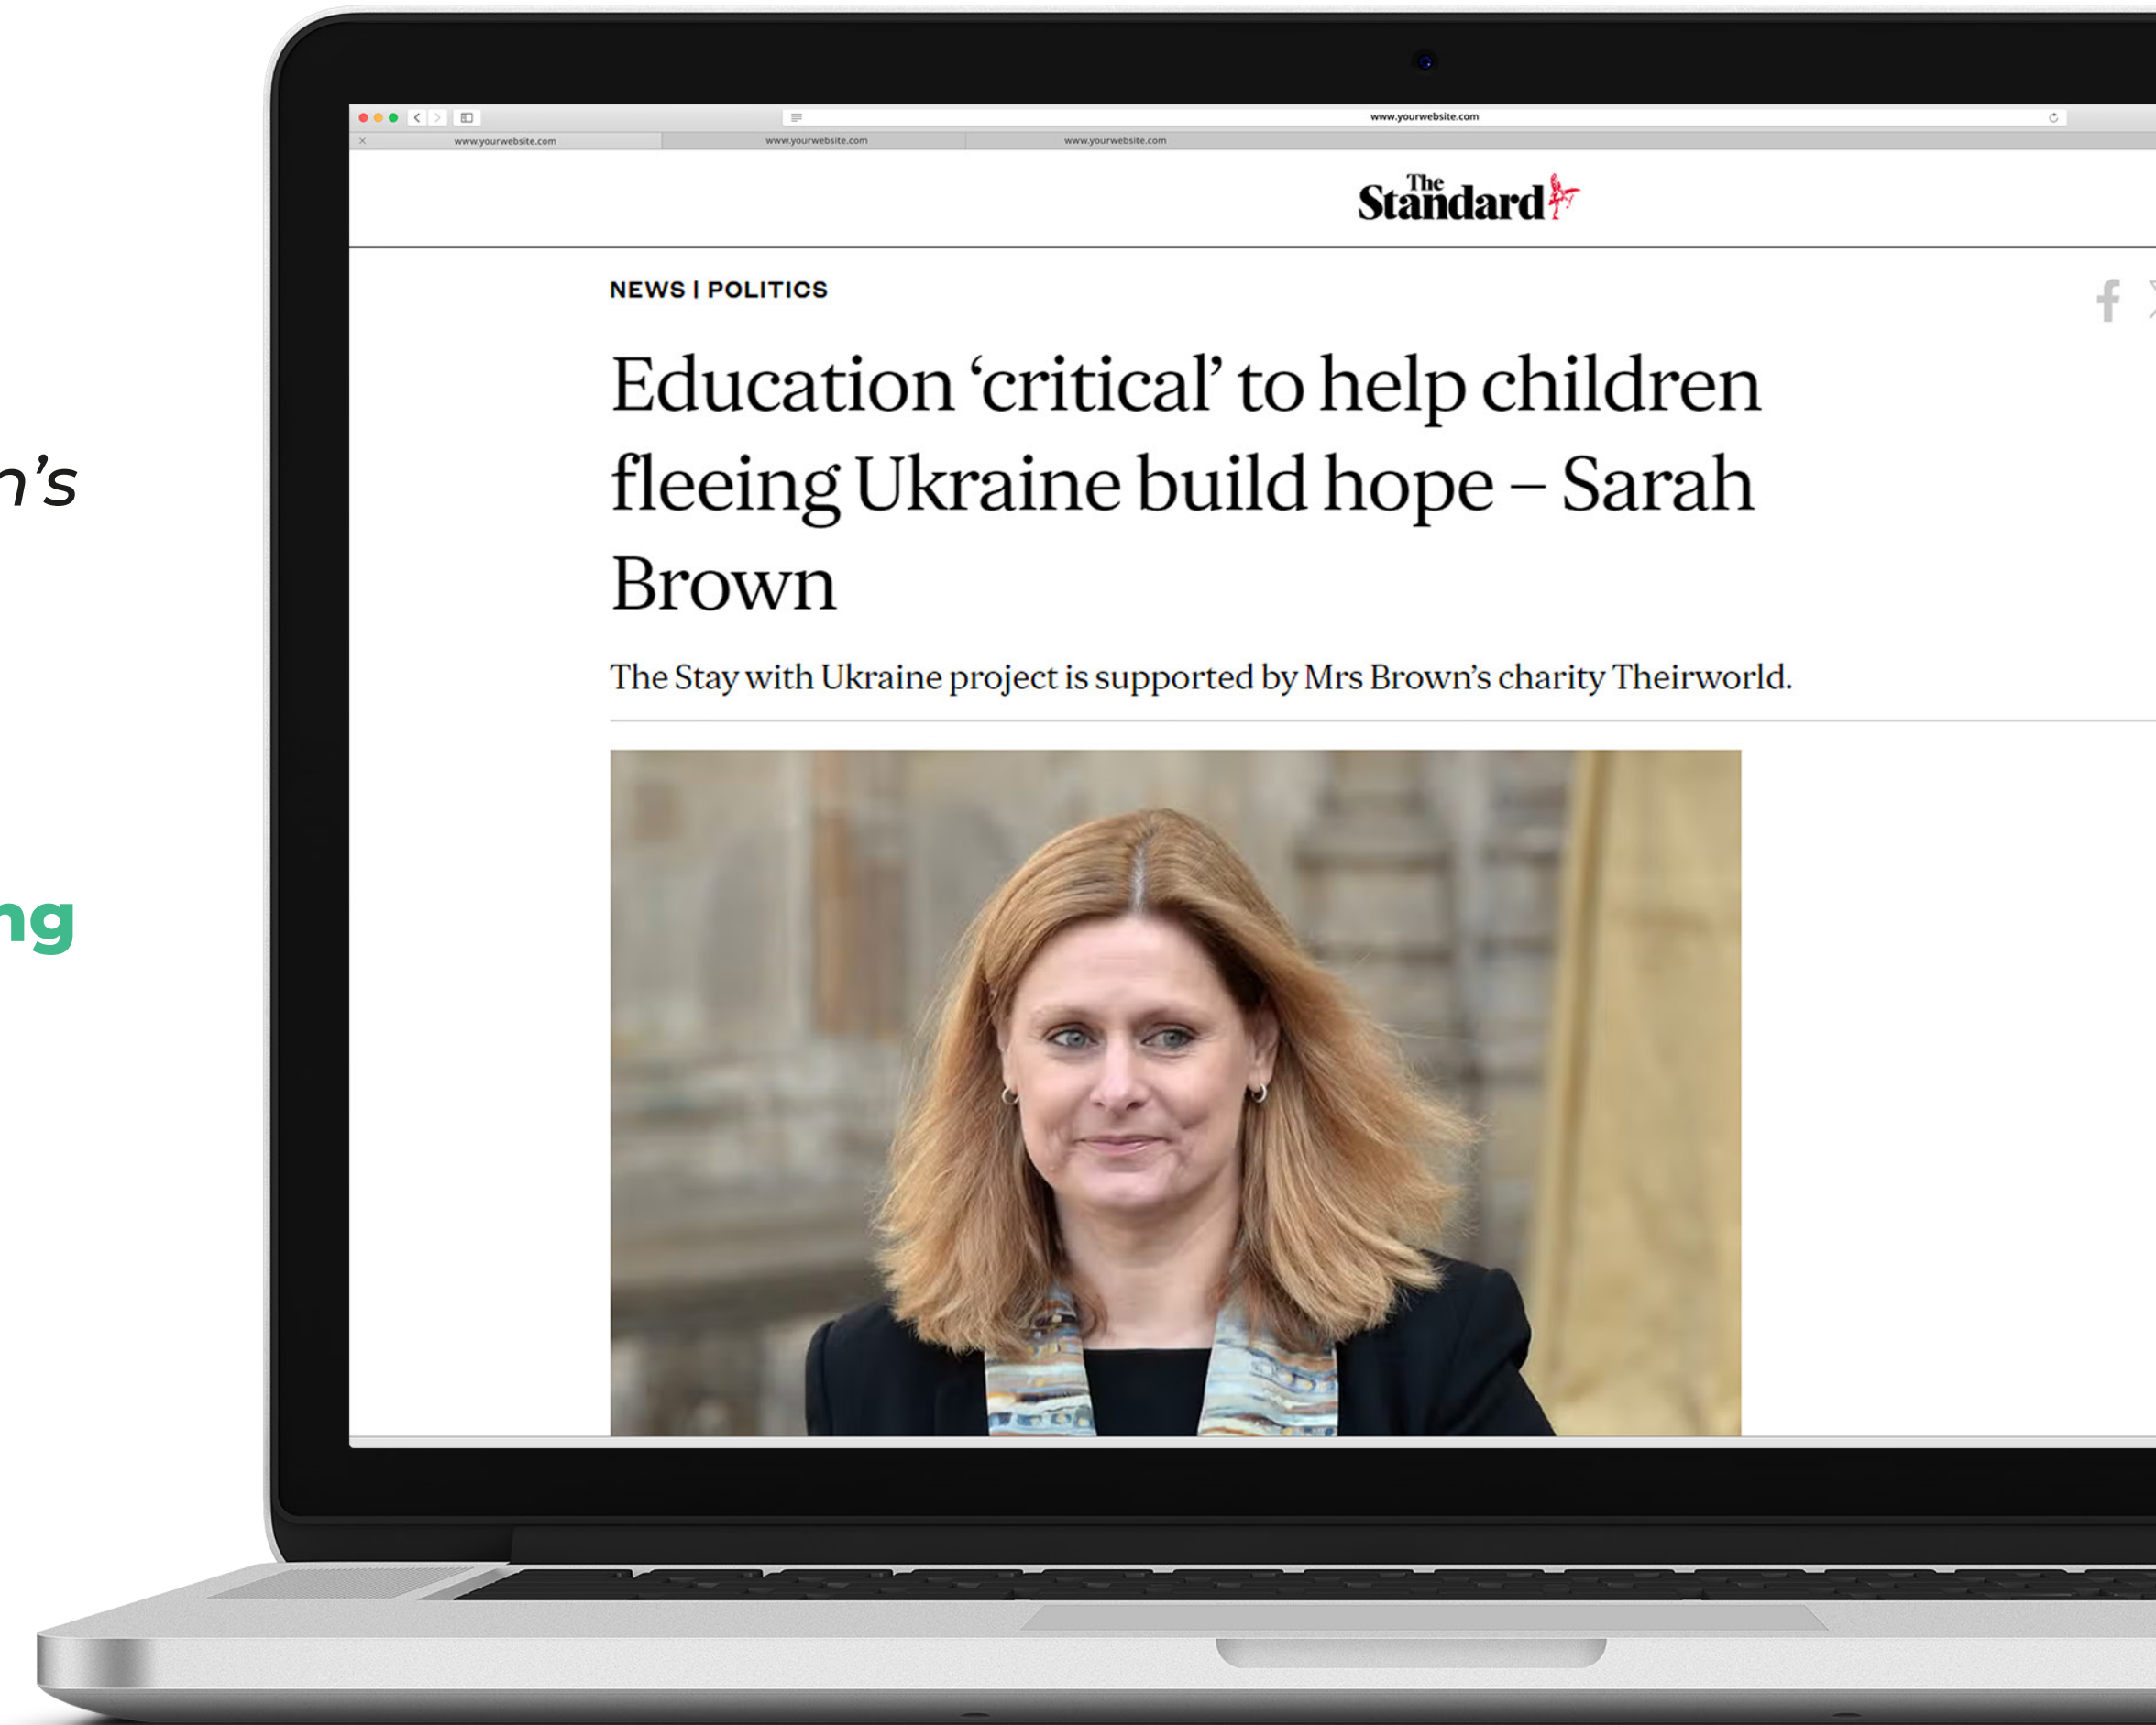 www.yourwebsite.com
www.yourwebsite.com
www.yourwebsite.com
www.yourwebsite.com
The
Standard
NEWS | POLITICS
Education ‘critical’ to help children
fleeing Ukraine build hope – Sarah
Brown
The Stay with Ukraine project is supported by Mrs Brown’s charity Theirworld.
n’s
ng